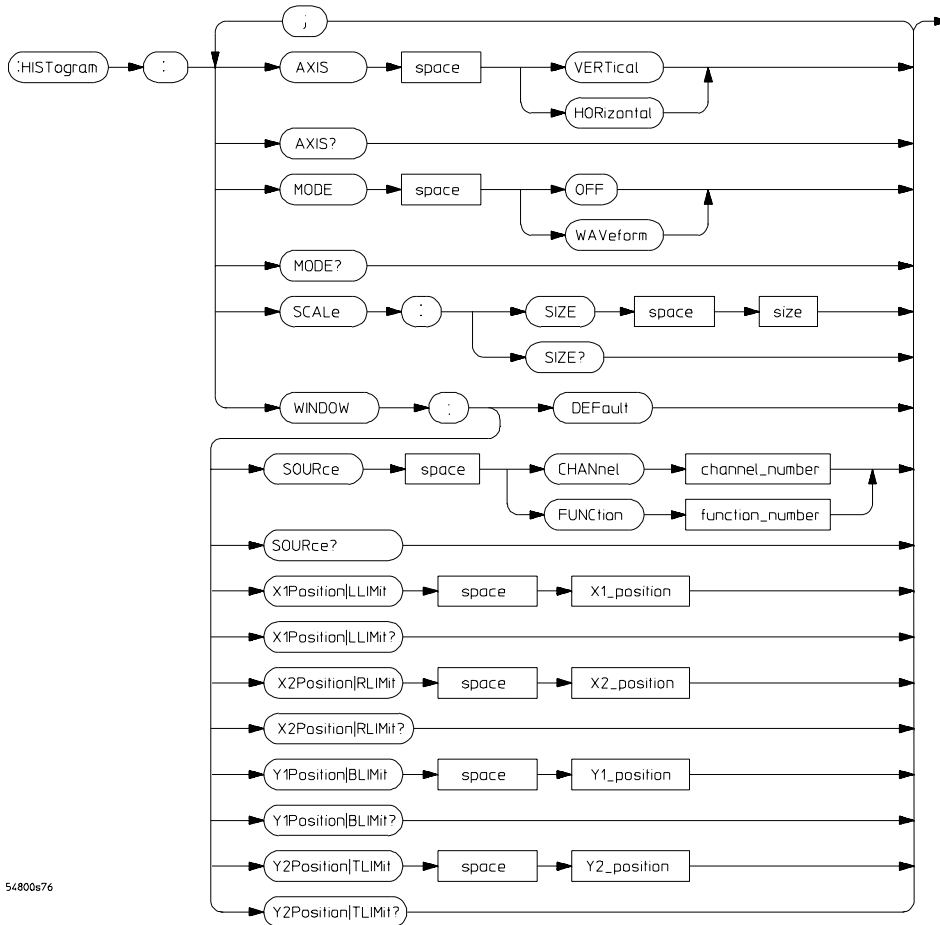 ;
:HISTogram : AXIS space VERTical
HORizontal
AXIS?
MODE space OFF
WAVeform
MODE?
SCALe : SIZE space size
SIZE?
WINDOW : DEFault
SOURce space CHANnel channel_number
FUNCtion function_number
SOURce?
X1Position|LLIMit space X1_position
X1Position|LLIMit?
X2Position|RLIMit space X2_position
X2Position|RLIMit?
Y1Position|BLIMit space Y1_position
Y1Position|BLIMit?
Y2Position|TLIMit space Y2_position
54800s76
Y2Position|TLIMit?